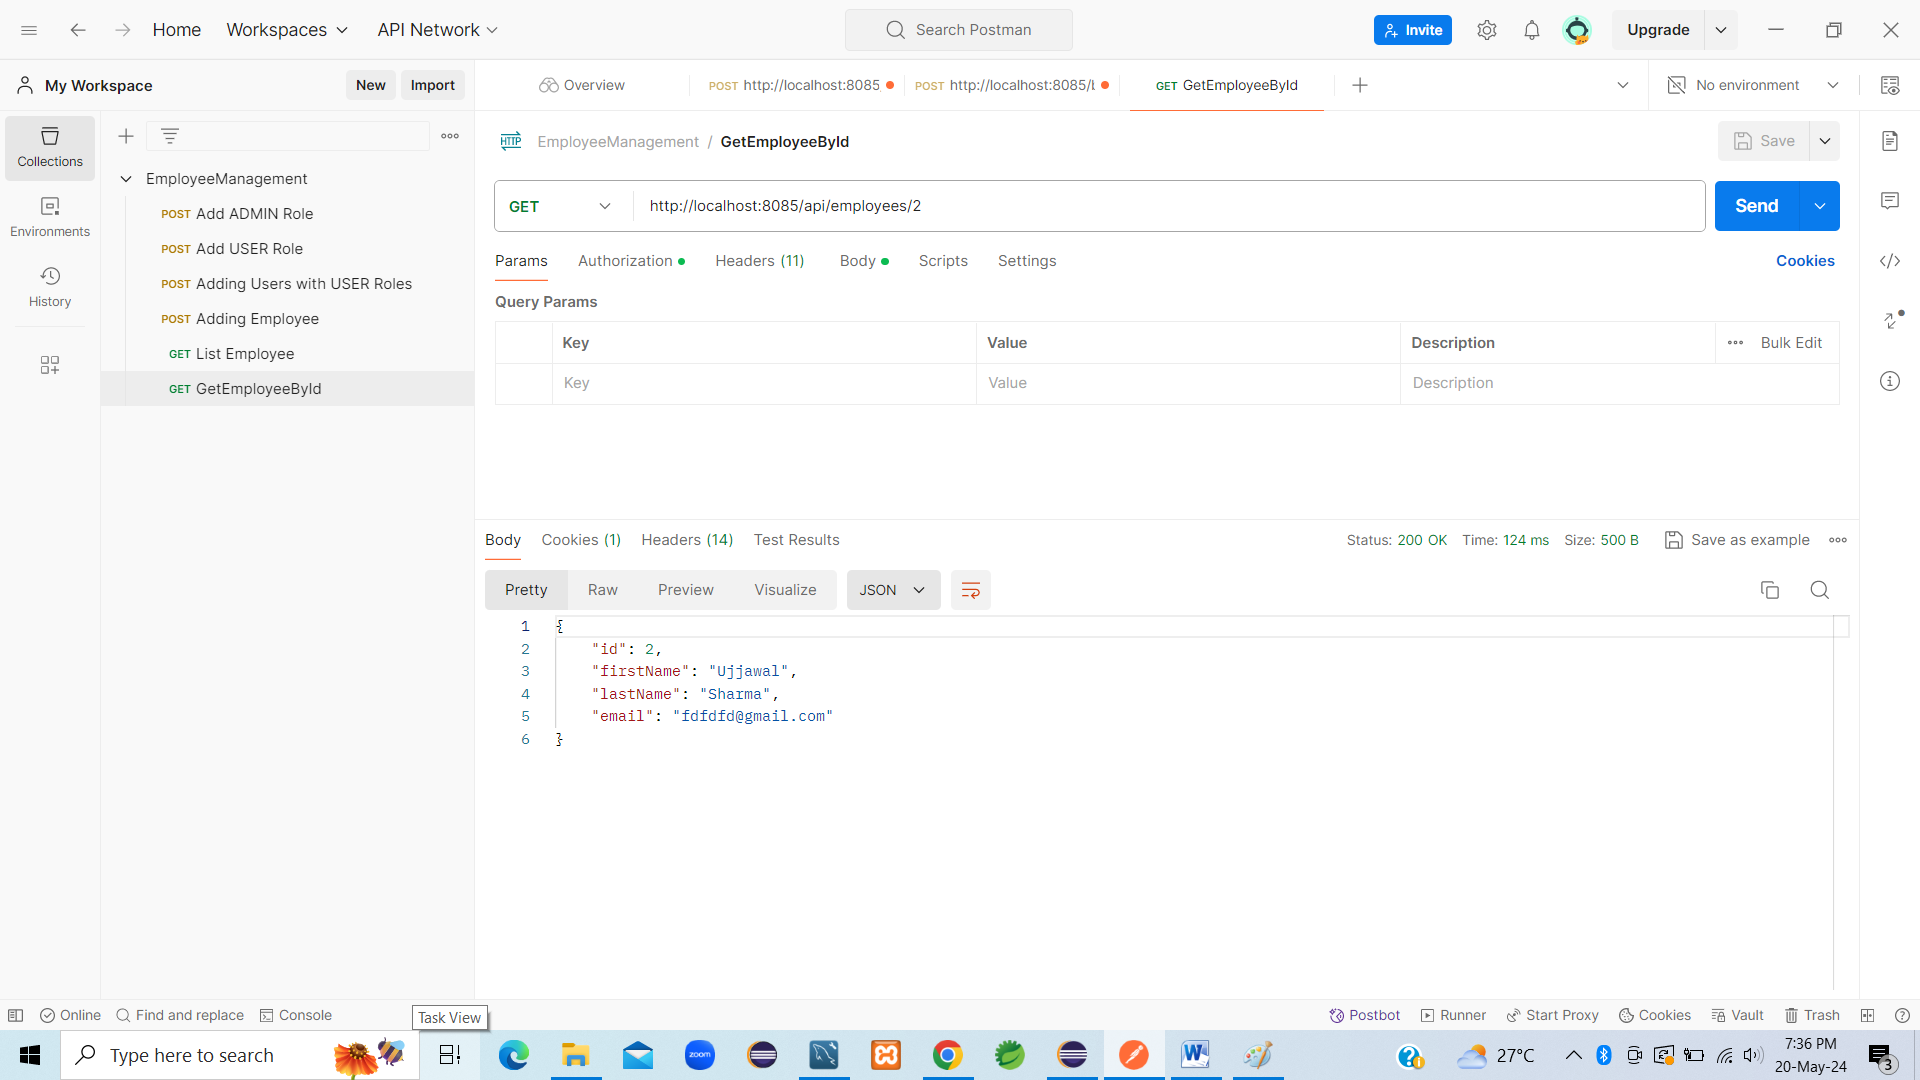 Home Workspaces API Network Search Postman Invite Upgrade
My Workspace New Import Overview POST http://localhost:8085 POST http://localhost:8085/ GET GetEmployeeById No environment
Collections
Environments
History
EmployeeManagement
POST Add ADMIN Role
POST Add USER Role
POST Adding Users with USER Roles
POST Adding Employee
GET List Employee
GET GetEmployeeById
HTTP EmployeeManagement / GetEmployeeById Save
GET http://localhost:8085/api/employees/2 Send
Params Authorization Headers (11) Body Scripts Settings Cookies
Query Params
Key Value Description Bulk Edit
Key Value Description
Body Cookies (1) Headers (14) Test Results Status: 200 OK Time: 124 ms Size: 500 B Save as example
Pretty Raw Preview Visualize JSON
1 {
2 "id": 2,
3 "firstName": "Ujjawal",
4 "lastName": "Sharma",
5 "email": "fdfdfd@gmail.com"
6 }
Online Find and replace Console Task View Postbot Runner Start Proxy Cookies Vault Trash
Type here to search zoom 27°C 7:36 PM
20-May-24 3